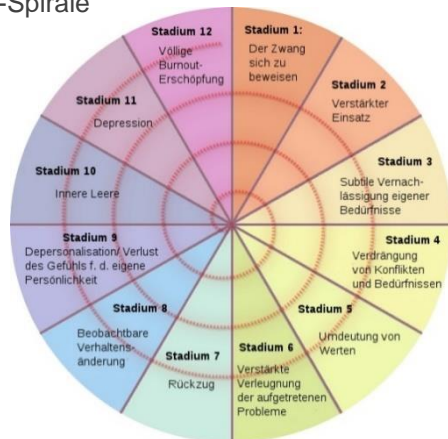 -Spirale
Stadium 1:
Der Zwang
sich zu
beweisen
Stadium 2
Verstärkter
Einsatz
Stadium 3
Subtile Vernach-
lässigung eigener
Bedürfnisse
Stadium 4
Verdrängung
von Konflikten
und Bedürfnissen
Stadium 5
Umdeutung von
Werten
Stadium 6
Verstärkte
Verleugnung
der aufgetretenen
Probleme
Stadium 7
Rückzug
Stadium 8
Beobachtbare
Verhaltens-
änderung
Stadium 9
Depersonalisation/ Verlust
des Gefühls f. d. eigene
Persönlichkeit
Stadium 10
Innere Leere
Stadium 11
Depression
Stadium 12
Völlige
Burnout-
Erschöpfung